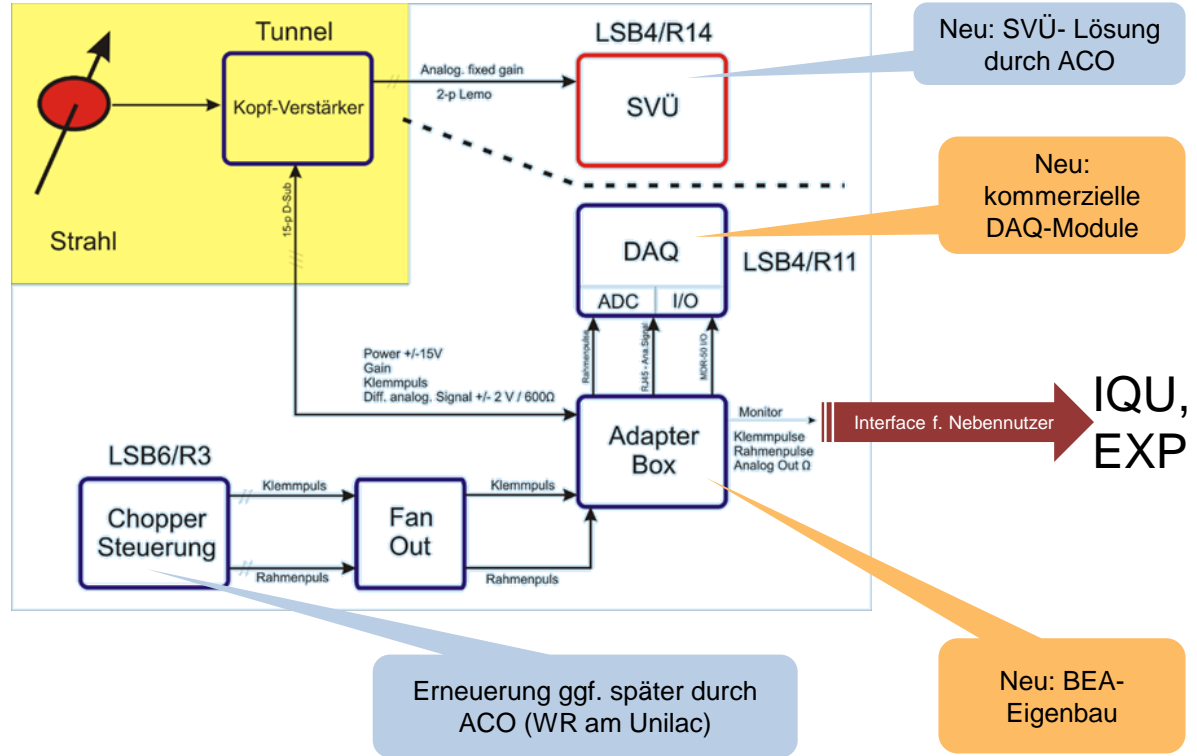 Tunnel
LSB4/R14
Neu: SVÜ- Lösung
durch ACO
Analog. fixed gain
2-p Lemo
Kopf-Verstärker
SVÜ
Strahl
15-p D-Sub
Neu:
kommerzielle
DAQ-Module
DAQ
ADC
I/O
LSB4/R11
Rahmenpulse
RJ45 - Ana.Signal
MDR-50 I/O
Power +/-15V
Gain
Klemmpuls
Diff. analog. Signal +/- 2 V / 600Ω
Adapter
Box
Monitor
Klemmpulse
Rahmenpulse
Analog Out Ω
Interface f. Nebennutzer
IQU,
EXP
LSB6/R3
Chopper
Steuerung
Klemmpuls
Rahmenpuls
Fan
Out
Klemmpuls
Rahmenpuls
Erneuerung ggf. später durch
ACO (WR am Unilac)
Neu: BEA-
Eigenbau